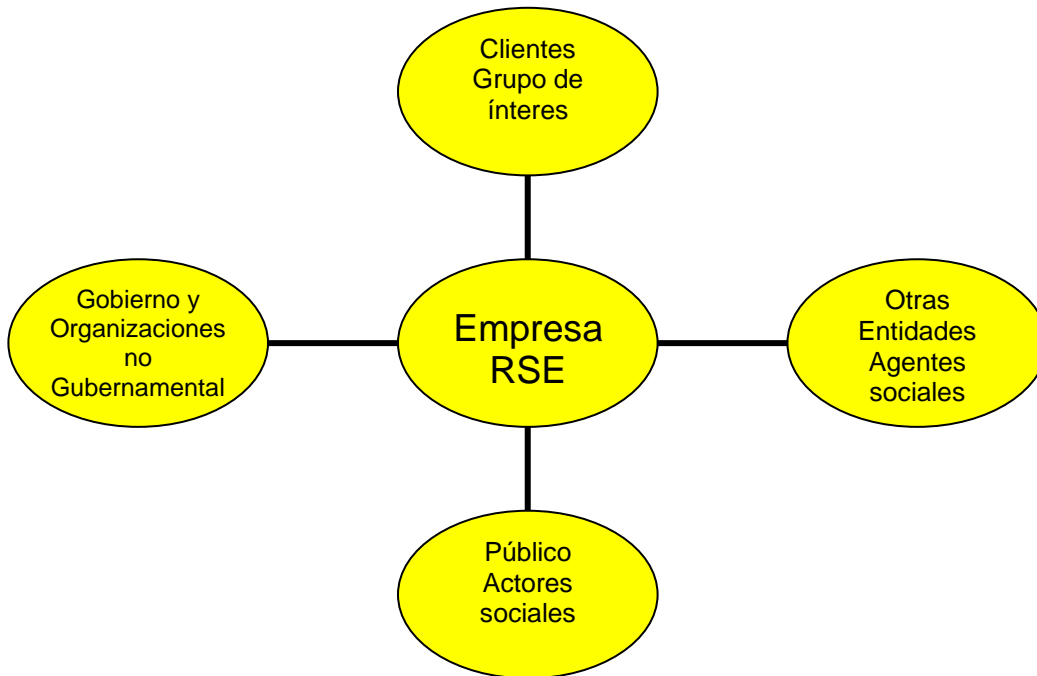 Clientes
Grupo de
ínteres
Gobierno y
Organizaciones
no
Gubernamental
Empresa
RSE
Otras
Entidades
Agentes
sociales
Público
Actores
sociales